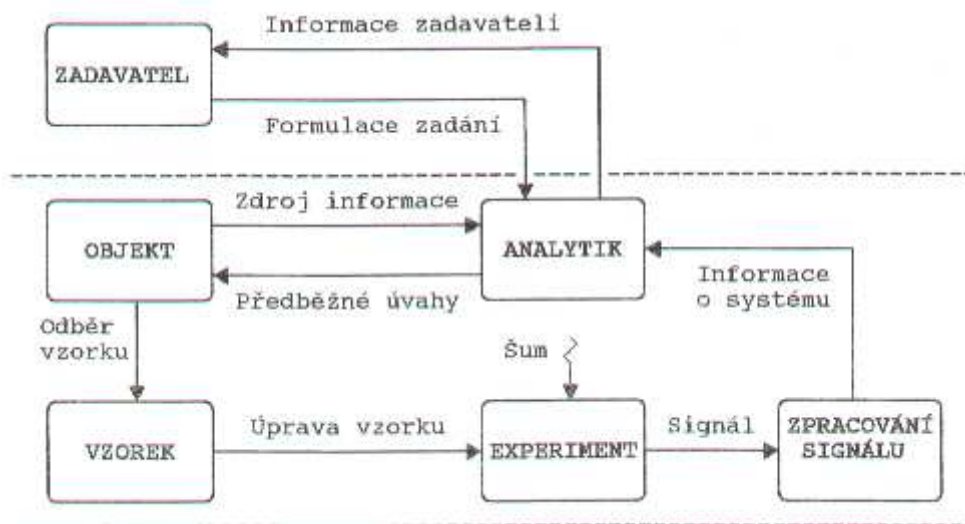 Informace zadavateli
ZADAVATEL
Formulace zadání
Zdroj informace
OBJEKT
ANALYTIK
Předběžné úvahy
Informace
o systému
Odběr
vzorku
Šum
VZOREK
Úprava vzorku
EXPERIMENT
Signál
ZPRACOVÁNÍ
SIGNÁLU